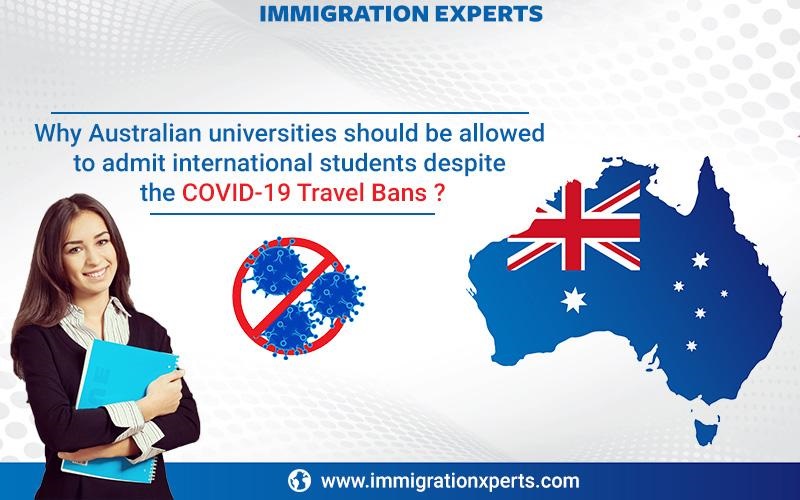 IMMIGRATION EXPERTS
Why Australian universities should be allowed
to admit international students despite
the COVID-19 Travel Bans ?
www.immigrationxperts.com